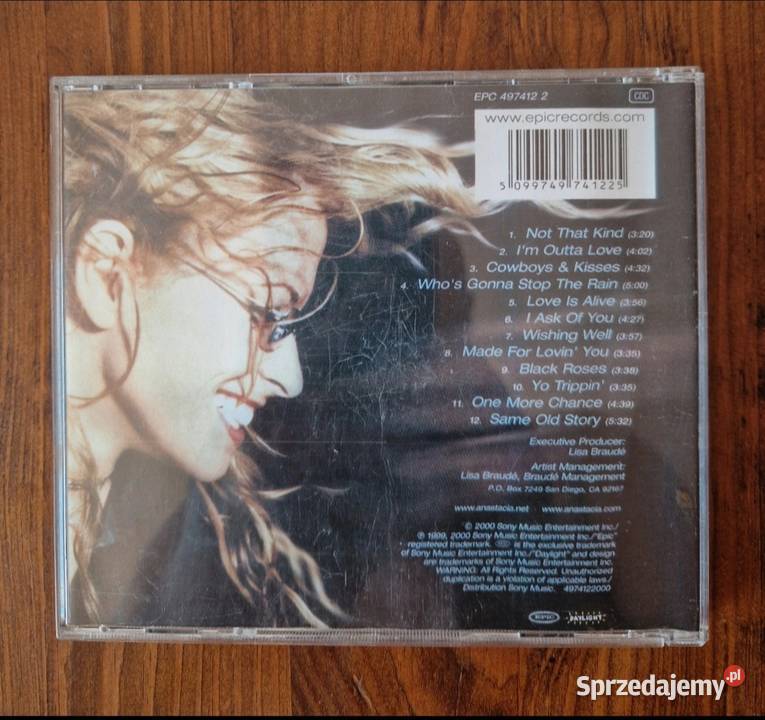 EPC 497412 2
CDC
www.epicrecords.com
5 099749 741225
1. Not That Kind (3:20)
2. I'm Outta Love (4:02)
3. Cowboys & Kisses (4:32)
4. Who's Gonna Stop The Rain (5:00)
5. Love Is Alive (3:56)
6. I Ask Of You (4:27)
7. Wishing Well (3:57)
8. Made For Lovin' You (3:35)
9. Black Roses (3:38)
10. Yo Trippin' (3:35)
11. One More Chance (4:39)
12. Same Old Story (5:32)
Executive Producer:
Lisa Braudé
Artist Management:
Lisa Braudé, Braudé Management
P.O. Box 7249 San Diego, CA 92167
www.anastacia.net www.anastacia.com
© 2000 Sony Music Entertainment Inc./
℗ 1999, 2000 Sony Music Entertainment Inc./"Epic"
registered trademark. is the exclusive trademark
of Sony Music Entertainment Inc./"Daylight" and design
are trademarks of Sony Music Entertainment Inc.
WARNING: All Rights Reserved. Unauthorized
duplication is a violation of applicable laws./
Distribution Sony Music. 4974122000
EPIC DAYLIGHT
Sprzedajemy.pl